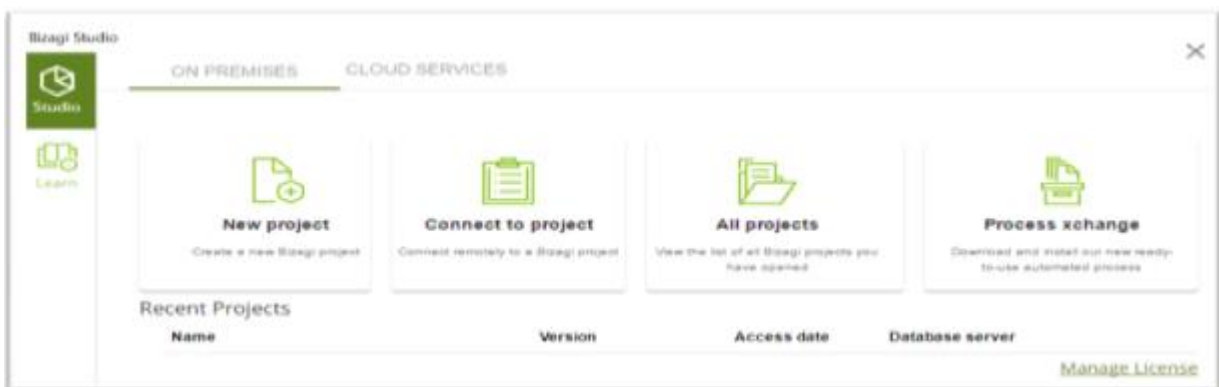 Bizagi Studio
ON PREMISES CLOUD SERVICES
Studio
Learn
New project Connect to project All projects Process xchange
Create a new Bizagi project Connect remotely to a Bizagi project View the list of all Bizagi projects you Download and install our new ready-
have opened to-use automated process
Recent Projects
Name Version Access date Database server
Manage License